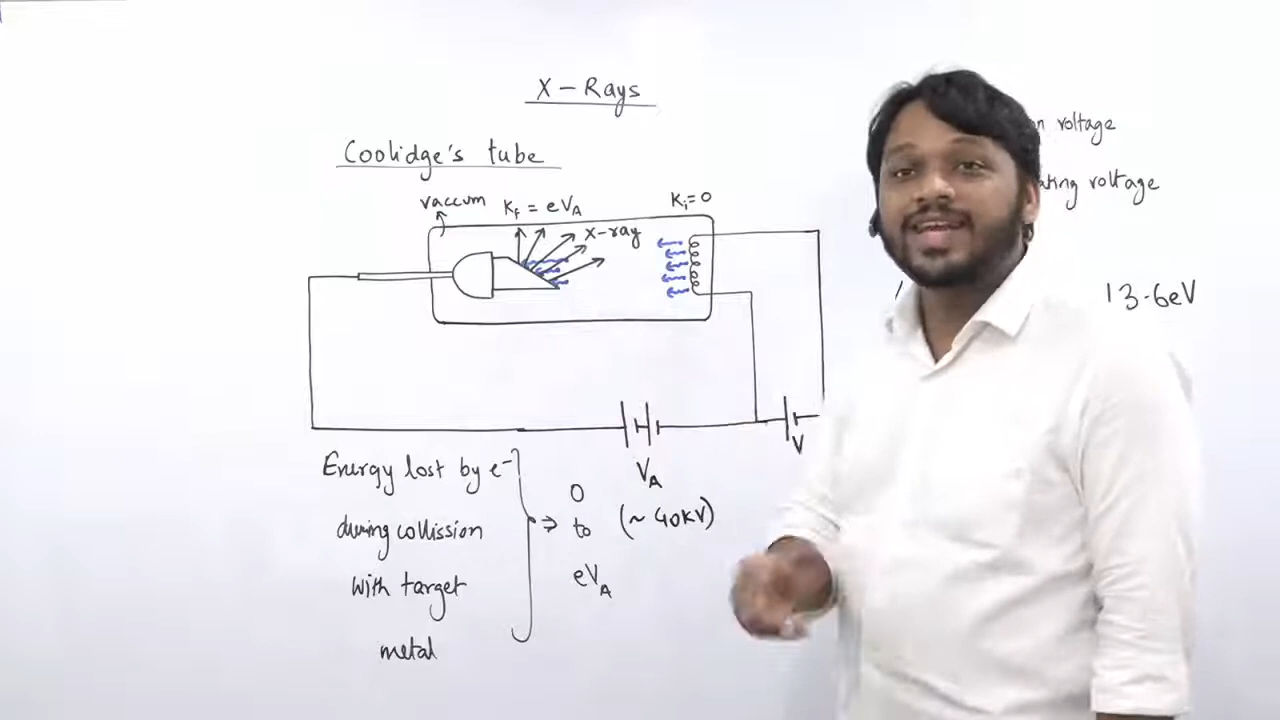 X – Rays
Coolidge's tube
vaccum
K_f = eV_A
K_i = 0
X-ray
voltage
voltage
13.6eV
V_A
V
(~ 40KV)
Energy lost by e⁻
during collission
with target
metal
⇒ 0
to
eV_A